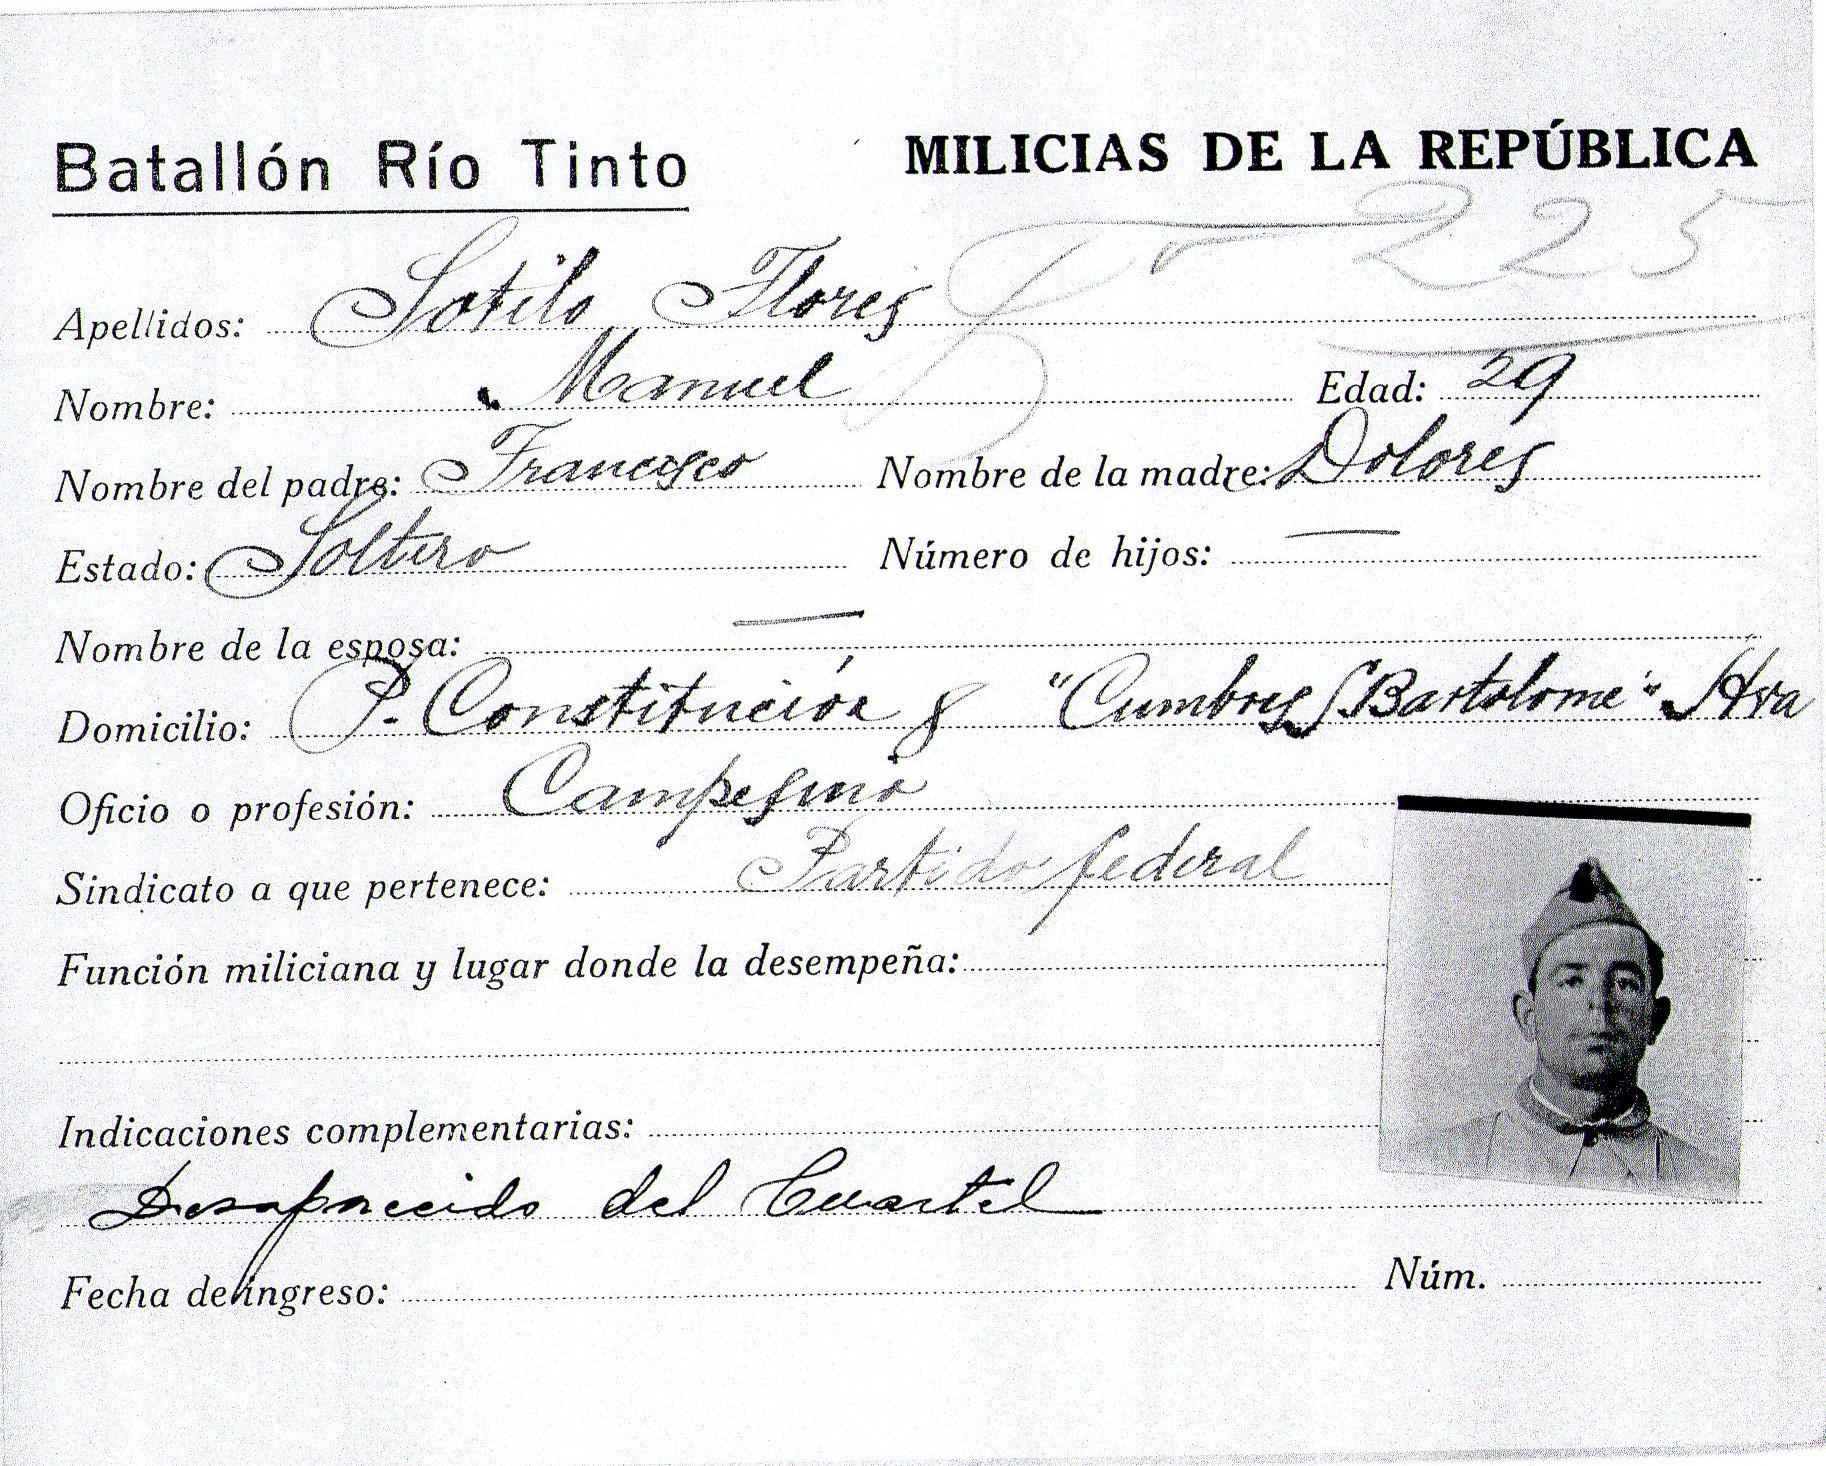 Batallón Río Tinto MILICIAS DE LA REPÚBLICA
225
Apellidos: Sotilo Flores
Nombre: Manuel Edad: 29
Nombre del padre: Francisco Nombre de la madre: Dolores
Estado: Soltero Número de hijos: —
Nombre de la esposa: —
Domicilio: P. Constitución 8 "Cumbres S Bartolome" Hva
Oficio o profesión: Campesino
Sindicato a que pertenece: Partido federal
Función miliciana y lugar donde la desempeña:
Indicaciones complementarias:
Desaparecido del Cuartel
Fecha de ingreso: Núm.